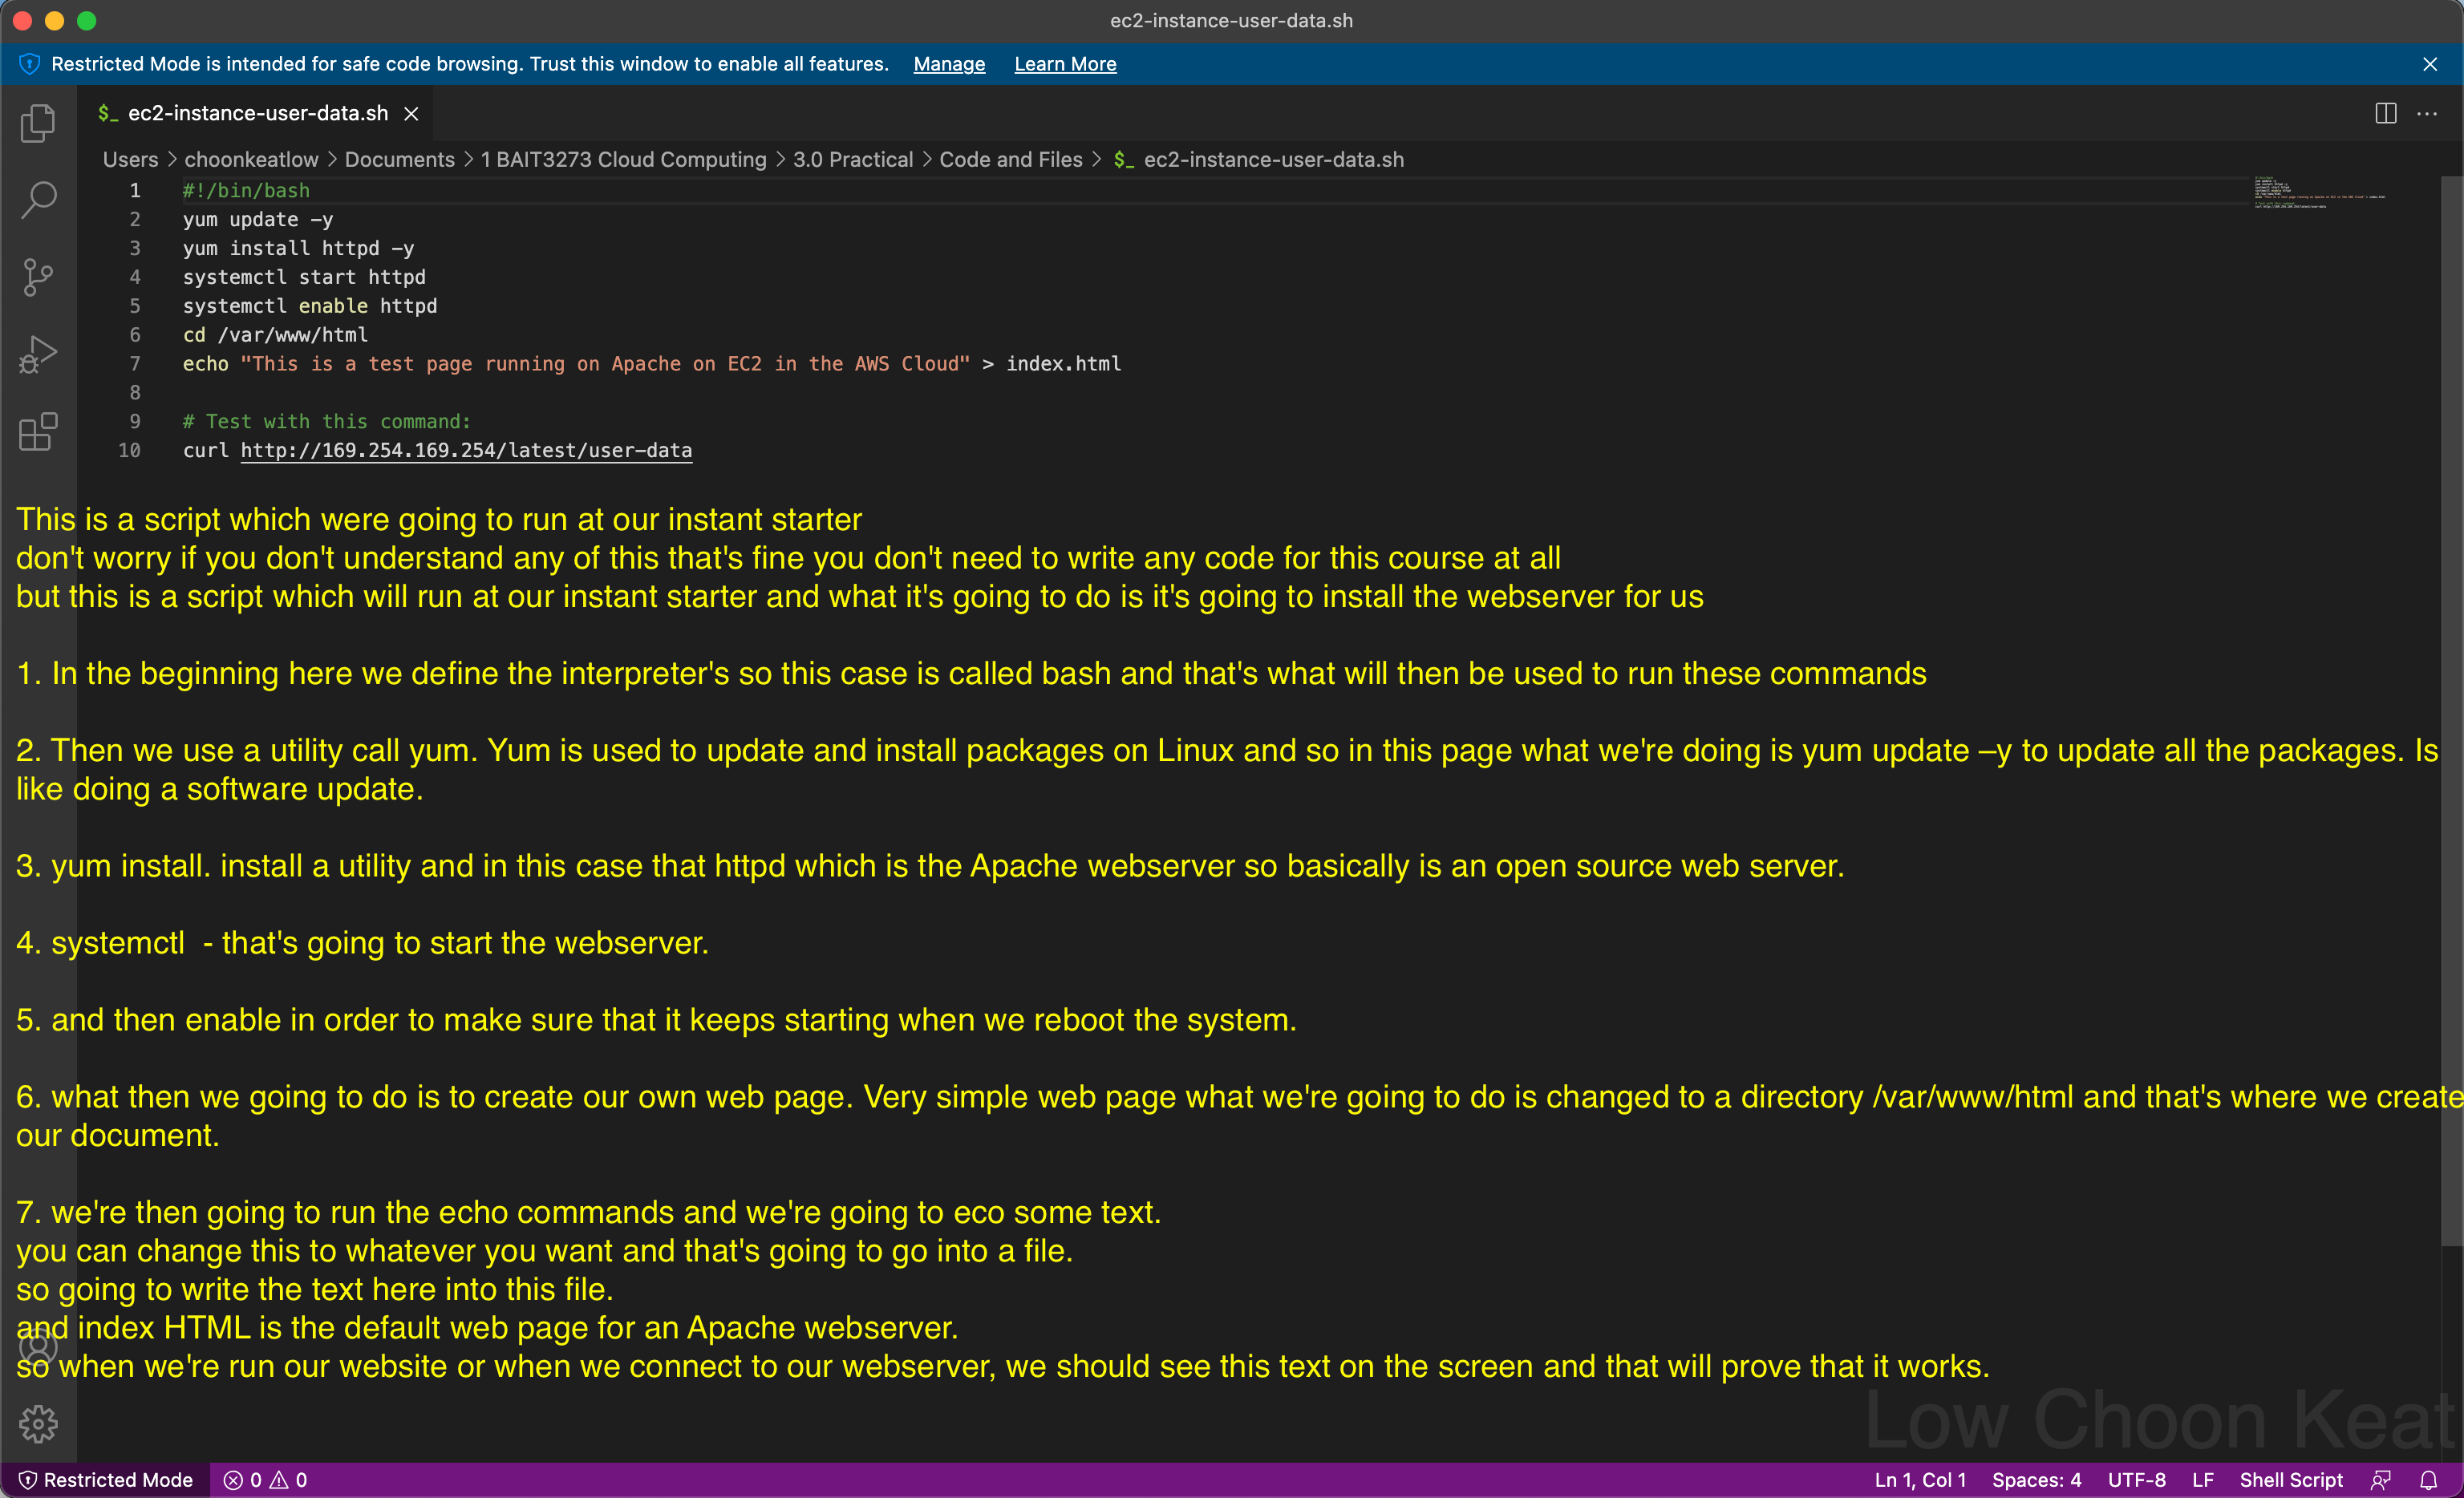 ec2-instance-user-data.sh
Restricted Mode is intended for safe code browsing. Trust this window to enable all features. Manage Learn More
$_ ec2-instance-user-data.sh
Users > choonkeatlow > Documents > 1 BAIT3273 Cloud Computing > 3.0 Practical > Code and Files > $_ ec2-instance-user-data.sh
1 #!/bin/bash
2 yum update -y
3 yum install httpd -y
4 systemctl start httpd
5 systemctl enable httpd
6 cd /var/www/html
7 echo "This is a test page running on Apache on EC2 in the AWS Cloud" > index.html
8
9 # Test with this command:
10 curl http://169.254.169.254/latest/user-data
This is a script which were going to run at our instant starter
don't worry if you don't understand any of this that's fine you don't need to write any code for this course at all
but this is a script which will run at our instant starter and what it's going to do is it's going to install the webserver for us
1. In the beginning here we define the interpreter's so this case is called bash and that's what will then be used to run these commands
2. Then we use a utility call yum. Yum is used to update and install packages on Linux and so in this page what we're doing is yum update –y to update all the packages. Is
like doing a software update.
3. yum install. install a utility and in this case that httpd which is the Apache webserver so basically is an open source web server.
4. systemctl  - that's going to start the webserver.
5. and then enable in order to make sure that it keeps starting when we reboot the system.
6. what then we going to do is to create our own web page. Very simple web page what we're going to do is changed to a directory /var/www/html and that's where we create
our document.
7. we're then going to run the echo commands and we're going to eco some text.
you can change this to whatever you want and that's going to go into a file.
so going to write the text here into this file.
and index HTML is the default web page for an Apache webserver.
so when we're run our website or when we connect to our webserver, we should see this text on the screen and that will prove that it works.
Low Choon Keat
Restricted Mode 0 0 Ln 1, Col 1 Spaces: 4 UTF-8 LF Shell Script